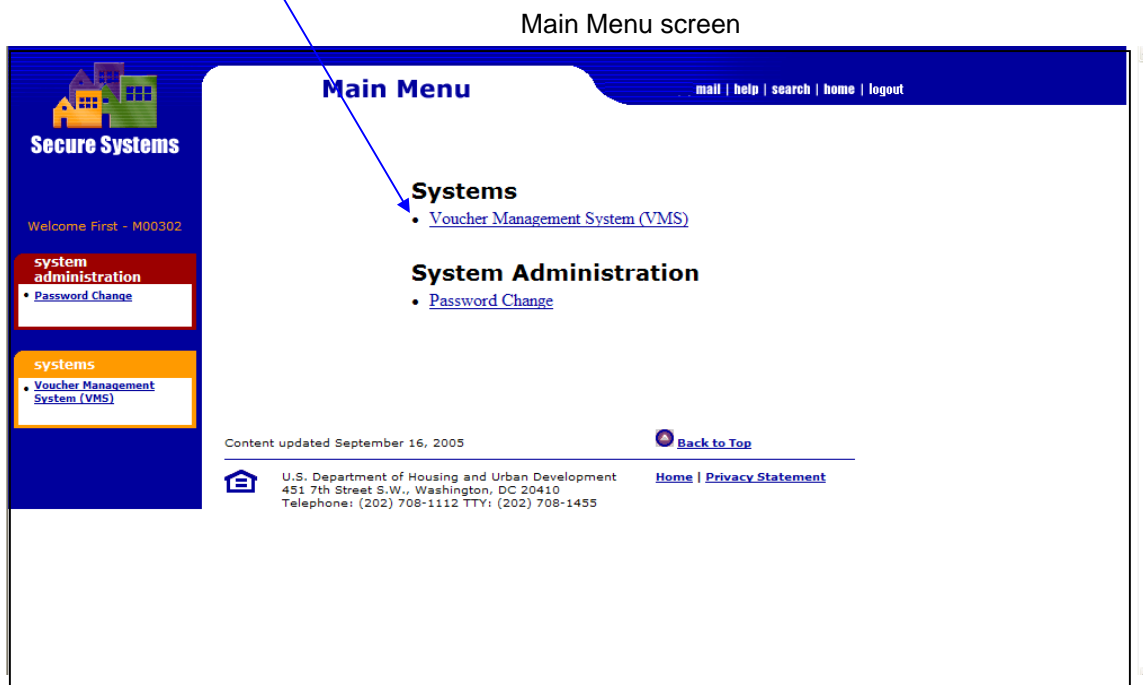 Main Menu screen
Main Menu
mail | help | search | home | logout
Secure Systems
Welcome First - M00302
system
administration
• Password Change
systems
• Voucher Management
System (VMS)
Systems
• Voucher Management System (VMS)
System Administration
• Password Change
Content updated September 16, 2005
Back to Top
U.S. Department of Housing and Urban Development
451 7th Street S.W., Washington, DC 20410
Telephone: (202) 708-1112 TTY: (202) 708-1455
Home | Privacy Statement